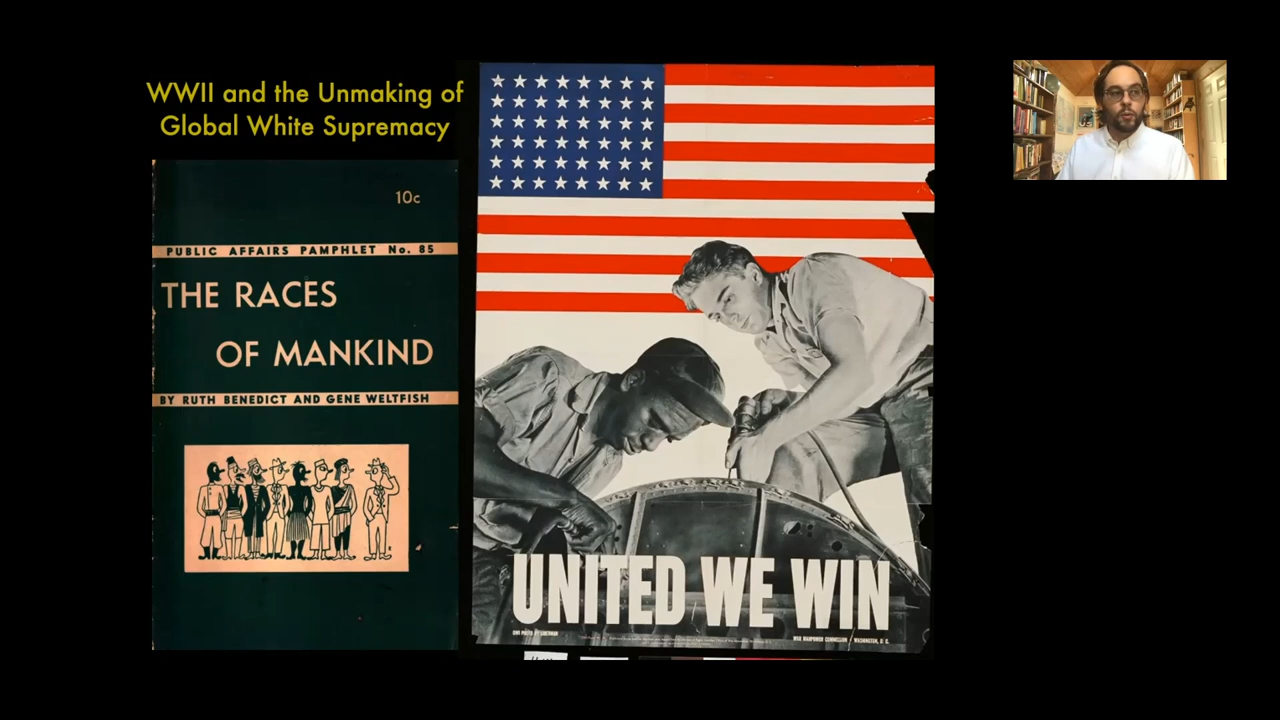 WWII and the Unmaking of
Global White Supremacy
10c
PUBLIC AFFAIRS PAMPHLET No. 85
THE RACES
OF MANKIND
BY RUTH BENEDICT AND GENE WELTFISH
UNITED WE WIN
WAR MANPOWER COMMISSION / WASHINGTON, D. C.